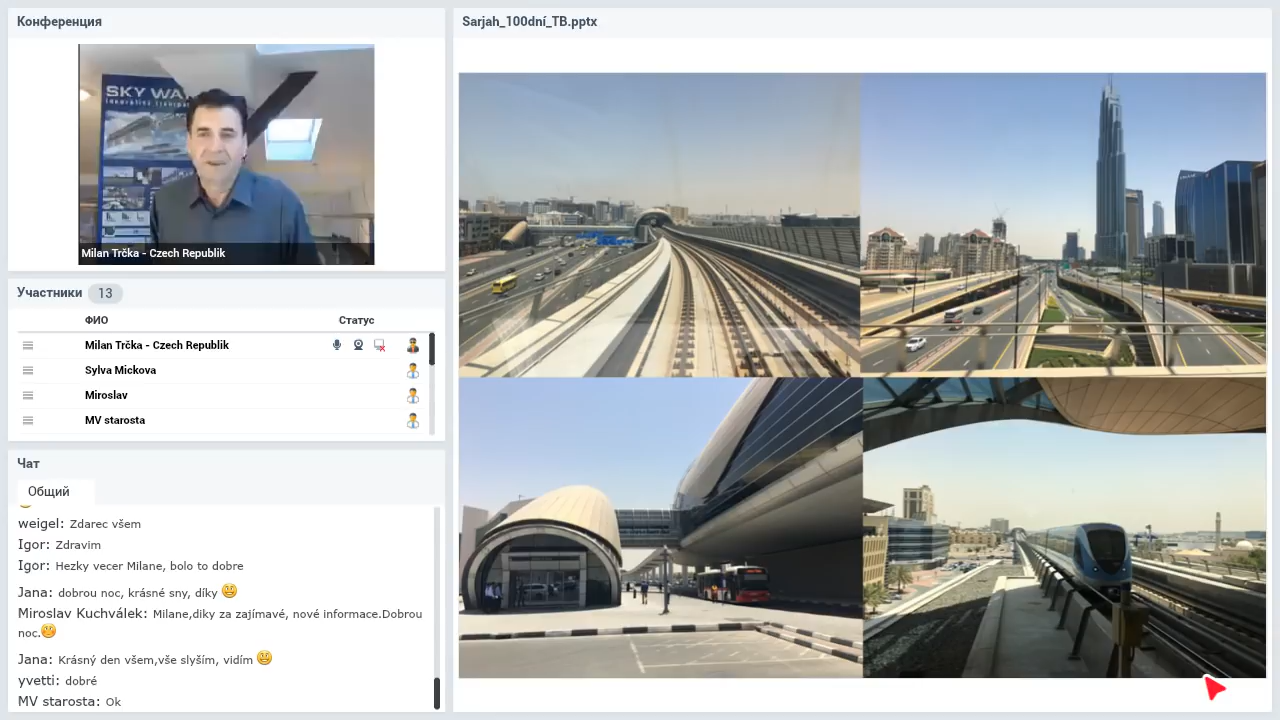 Конференция
SKY WA
Milan Trčka - Czech Republik
Участники 13
ФИО Статус
Milan Trčka - Czech Republik
Sylva Mickova
Miroslav
MV starosta
Чат
Общий
weigel: Zdarec všem
Igor: Zdravim
Igor: Hezky vecer Milane, bolo to dobre
Jana: dobrou noc, krásné sny, díky
Miroslav Kuchválek: Milane,diky za zajímavé, nové informace.Dobrou
noc.
Jana: Krásný den všem,vše slyším, vidím
yvetti: dobré
MV starosta: Ok
Sarjah_100dní_TB.pptx